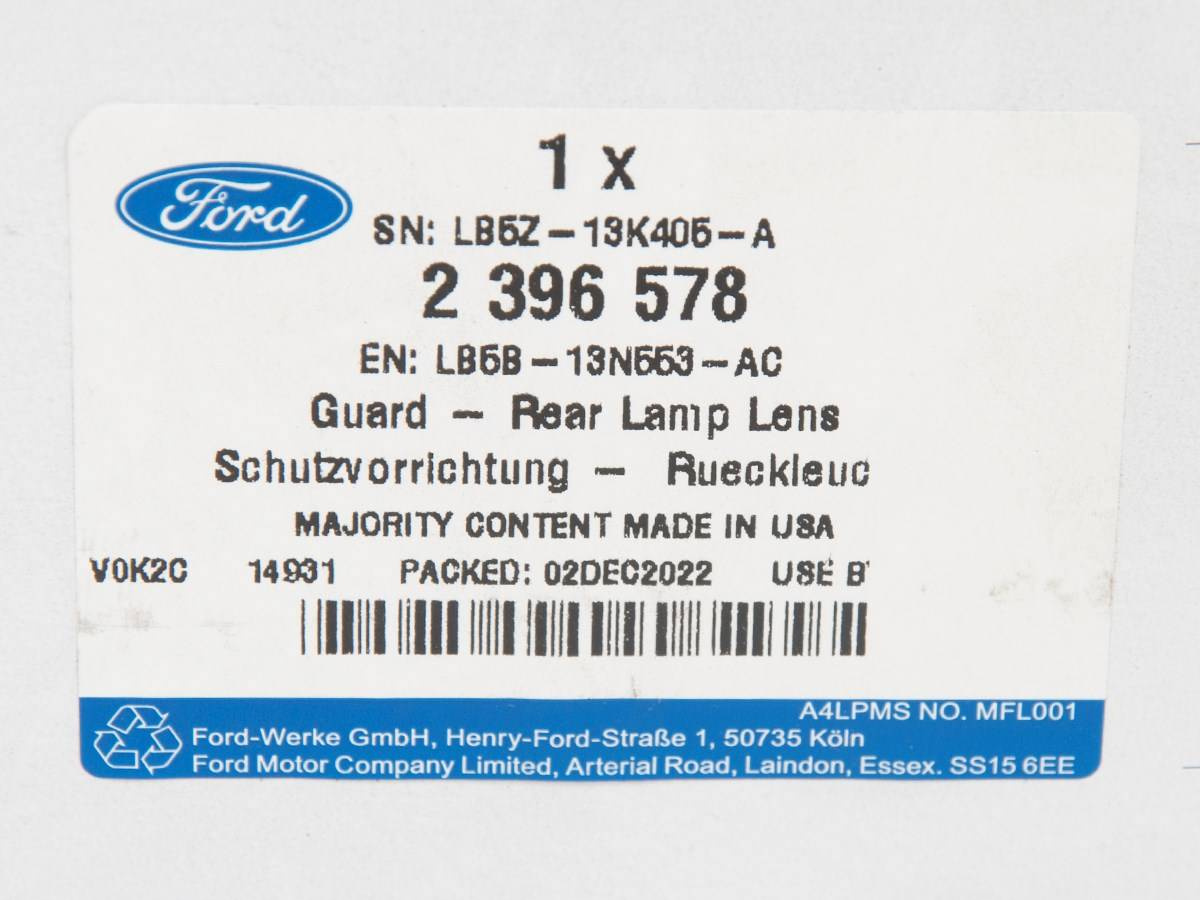 1 x
Ford
SN: LB5Z-13K405-A
2 396 578
EN: LB5B-13N553-AC
Guard - Rear Lamp Lens
Schutzvorrichtung - Rueckleuc
MAJORITY CONTENT MADE IN USA
V0K2C 14931 PACKED: 02DEC2022 USE B
A4LPMS NO. MFL001
Ford-Werke GmbH, Henry-Ford-Straße 1, 50735 Köln
Ford Motor Company Limited, Arterial Road, Laindon, Essex. SS15 6EE